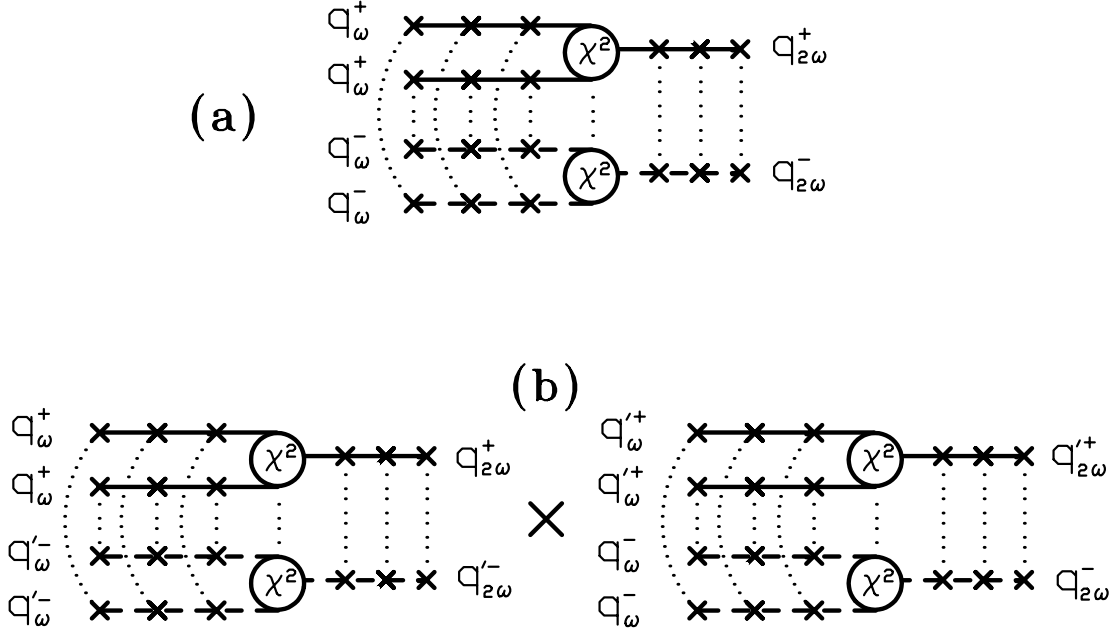 q⁺_ω
χ²
q⁺_2ω
q⁺_ω
(a)
q⁻_ω
χ²
q⁻_2ω
q⁻_ω
(b)
q⁺_ω
χ²
q⁺_2ω
q⁺_ω
q′⁻_ω
χ²
q′⁻_2ω
q′⁻_ω
×
q′⁺_ω
χ²
q′⁺_2ω
q′⁺_ω
q⁻_ω
χ²
q⁻_2ω
q⁻_ω